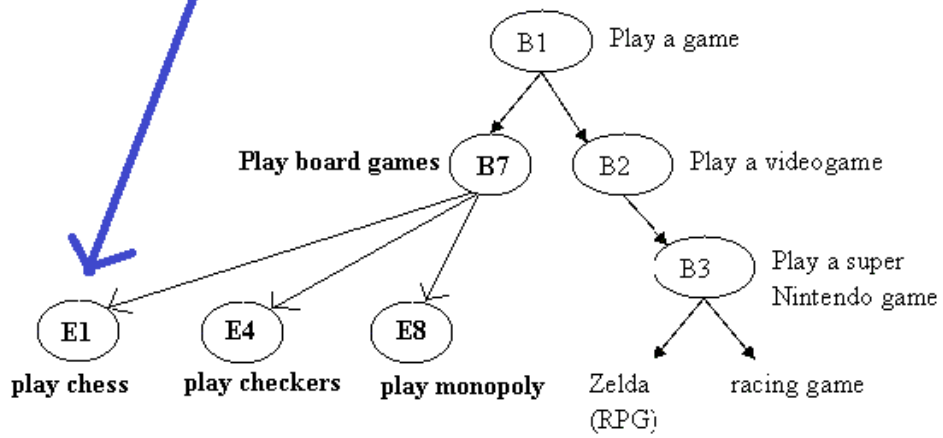 B1 Play a game
Play board games B7 B2 Play a videogame
B3 Play a super
Nintendo game
E1 E4 E8
play chess play checkers play monopoly Zelda racing game
(RPG)